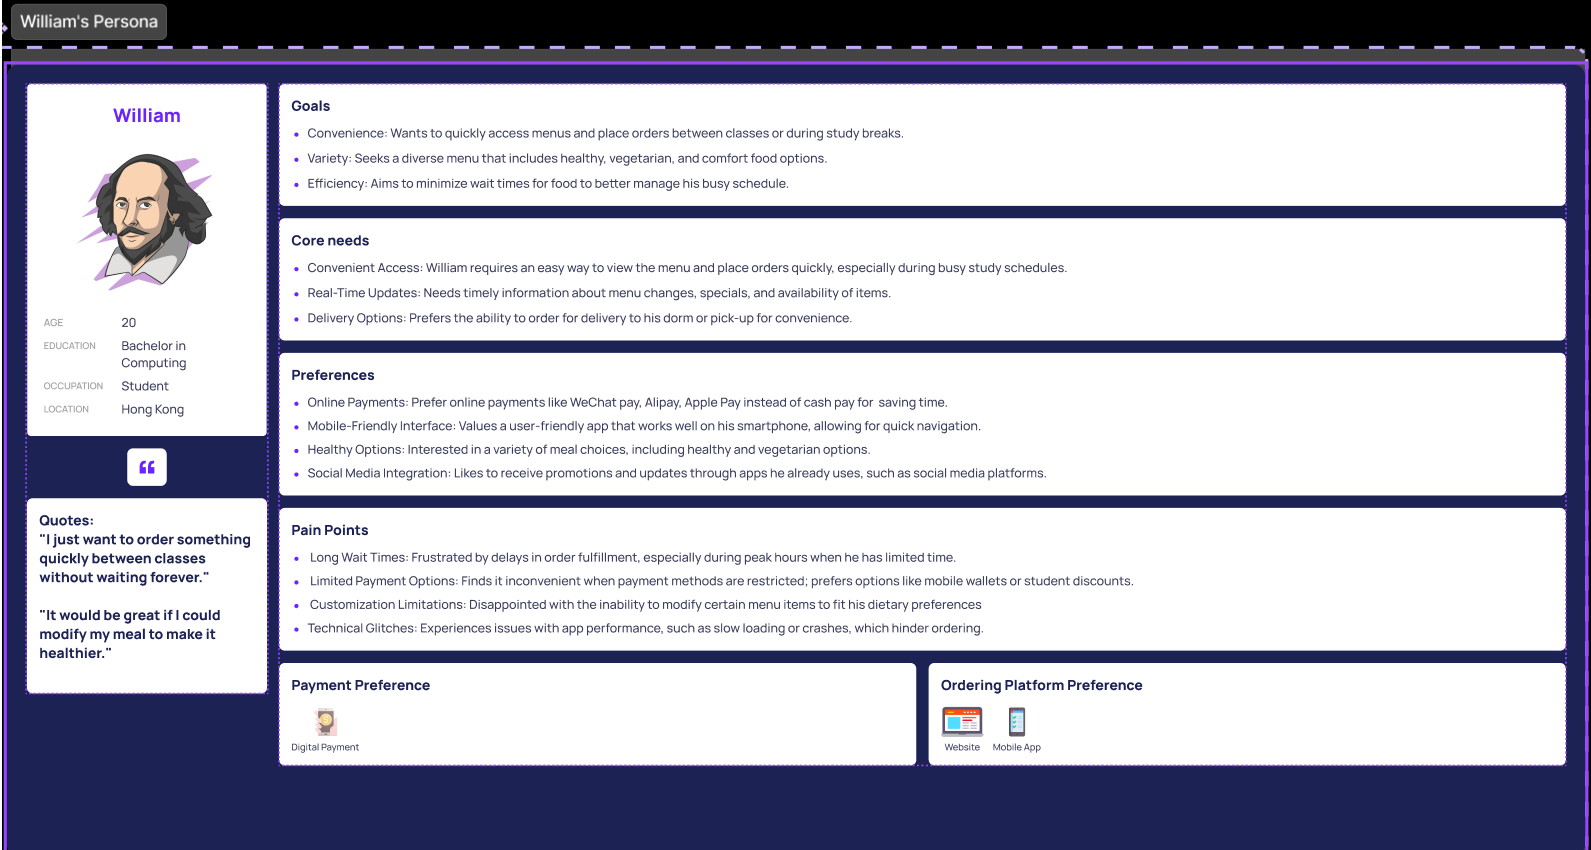 William's Persona
William
AGE 20
EDUCATION Bachelor in
Computing
OCCUPATION Student
LOCATION Hong Kong
Quotes:
"I just want to order something
quickly between classes
without waiting forever."
"It would be great if I could
modify my meal to make it
healthier."
Goals
Convenience: Wants to quickly access menus and place orders between classes or during study breaks.
Variety: Seeks a diverse menu that includes healthy, vegetarian, and comfort food options.
Efficiency: Aims to minimize wait times for food to better manage his busy schedule.
Core needs
Convenient Access: William requires an easy way to view the menu and place orders quickly, especially during busy study schedules.
Real-Time Updates: Needs timely information about menu changes, specials, and availability of items.
Delivery Options: Prefers the ability to order for delivery to his dorm or pick-up for convenience.
Preferences
Online Payments: Prefer online payments like WeChat pay, Alipay, Apple Pay instead of cash pay for  saving time.
Mobile-Friendly Interface: Values a user-friendly app that works well on his smartphone, allowing for quick navigation.
Healthy Options: Interested in a variety of meal choices, including healthy and vegetarian options.
Social Media Integration: Likes to receive promotions and updates through apps he already uses, such as social media platforms.
Pain Points
Long Wait Times: Frustrated by delays in order fulfillment, especially during peak hours when he has limited time.
Limited Payment Options: Finds it inconvenient when payment methods are restricted; prefers options like mobile wallets or student discounts.
Customization Limitations: Disappointed with the inability to modify certain menu items to fit his dietary preferences
Technical Glitches: Experiences issues with app performance, such as slow loading or crashes, which hinder ordering.
Payment Preference
Digital Payment
Ordering Platform Preference
Website Mobile App